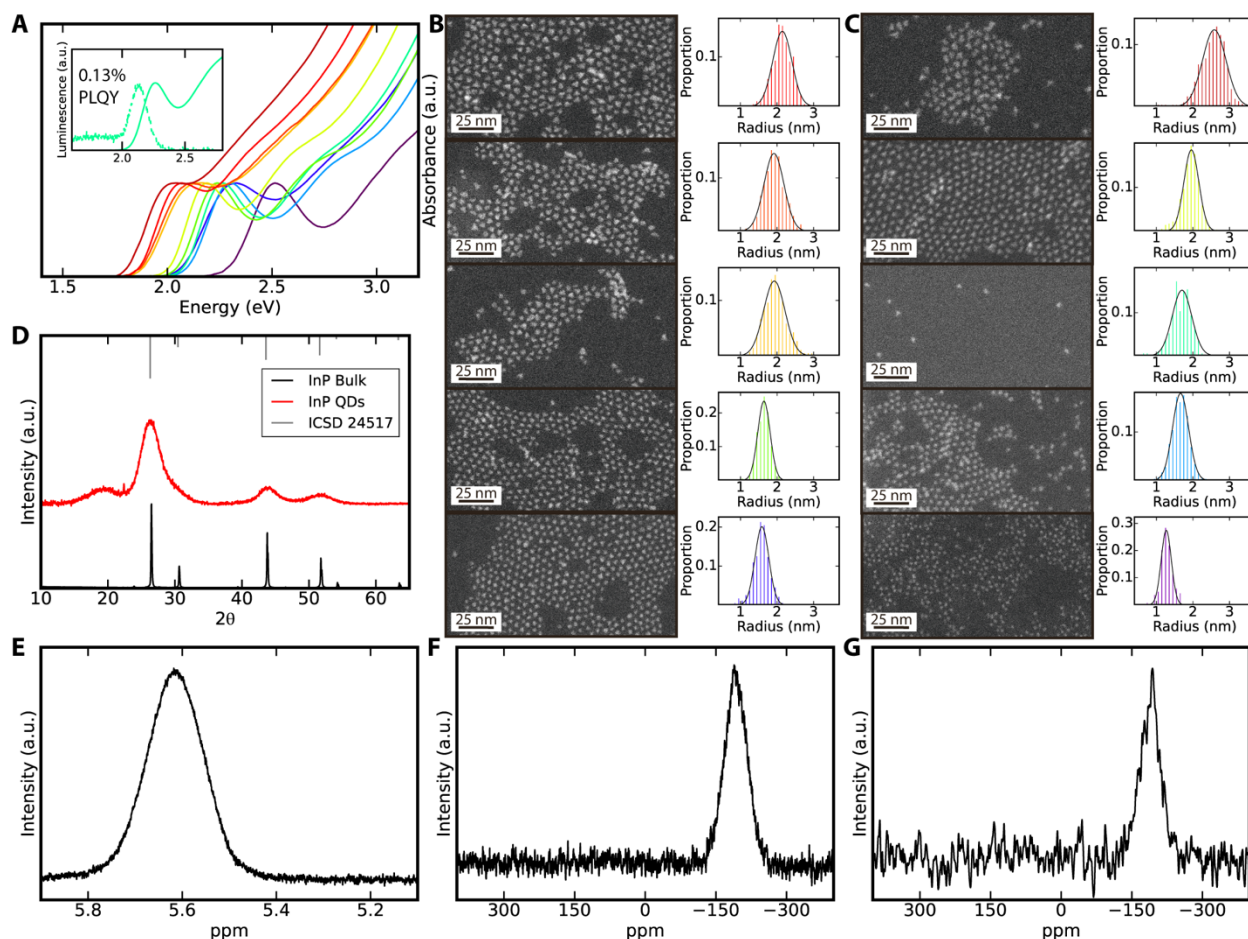 A
Luminescence (a.u.)
0.13%
PLQY
2.0 2.5
1.5 2.0 2.5 3.0
Energy (eV)
Absorbance (a.u.)
B
25 nm
Proportion
0.1
1 2 3
Radius (nm)
25 nm
Proportion
0.1
1 2 3
Radius (nm)
25 nm
Proportion
0.1
1 2 3
Radius (nm)
25 nm
Proportion
0.2
0.1
1 2 3
Radius (nm)
25 nm
Proportion
0.2
0.1
1 2 3
Radius (nm)
C
25 nm
Proportion
0.1
1 2 3
Radius (nm)
25 nm
Proportion
0.1
1 2 3
Radius (nm)
25 nm
Proportion
0.1
1 2 3
Radius (nm)
25 nm
Proportion
0.1
1 2 3
Radius (nm)
25 nm
Proportion
0.3
0.2
0.1
1 2 3
Radius (nm)
D
Intensity (a.u.)
InP Bulk
InP QDs
ICSD 24517
10 20 30 40 50 60
2θ
E
Intensity (a.u.)
5.8 5.6 5.4 5.2
ppm
F
Intensity (a.u.)
300 150 0 −150 −300
ppm
G
Intensity (a.u.)
300 150 0 −150 −300
ppm